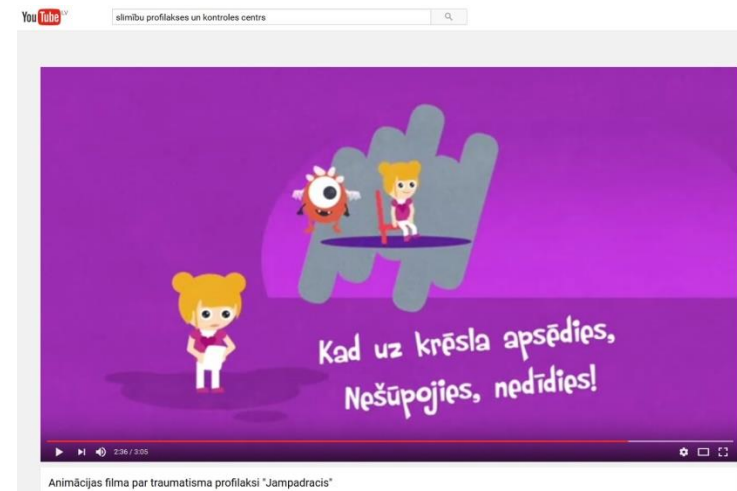 YouTube LV
slimību profilakses un kontroles centrs
Kad uz krēsla apsēdies,
Nešūpojies, nedīdies!
2:36 / 3:05
Animācijas filma par traumatisma profilaksi "Jampadracis"